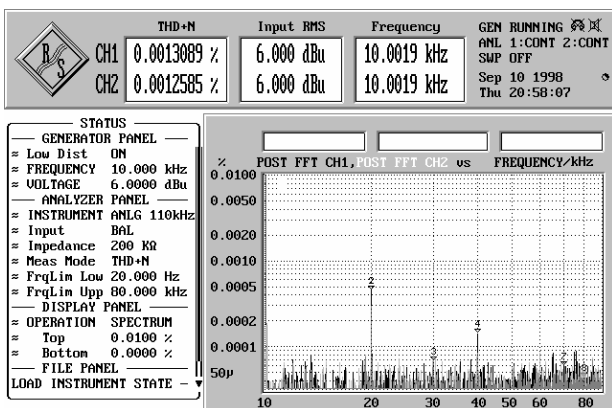 THD+N Input RMS Frequency
R S
CH1 0.0013089 % 6.000 dBu 10.0019 kHz
CH2 0.0012585 % 6.000 dBu 10.0019 kHz
GEN RUNNING
ANL 1:CONT 2:CONT
SWP OFF
Sep 10 1998
Thu 20:58:07
STATUS
GENERATOR PANEL
≈ Low Dist ON
≈ FREQUENCY 10.000 kHz
≈ VOLTAGE 6.0000 dBu
ANALYZER PANEL
≈ INSTRUMENT ANLG 110kHz
≈ Input BAL
≈ Impedance 200 KΩ
≈ Meas Mode THD+N
≈ FrqLim Low 20.000 Hz
≈ FrqLim Upp 80.000 kHz
DISPLAY PANEL
≈ OPERATION SPECTRUM
≈ Top 0.0100 %
≈ Bottom 0.0000 %
FILE PANEL
LOAD INSTRUMENT STATE –
% POST FFT CH1,POST FFT CH2 vs FREQUENCY/kHz
0.0100
0.0050
0.0020
0.0010
0.0005
0.0002
0.0001
50µ
2
4
3
10 20 30 40 50 60 80